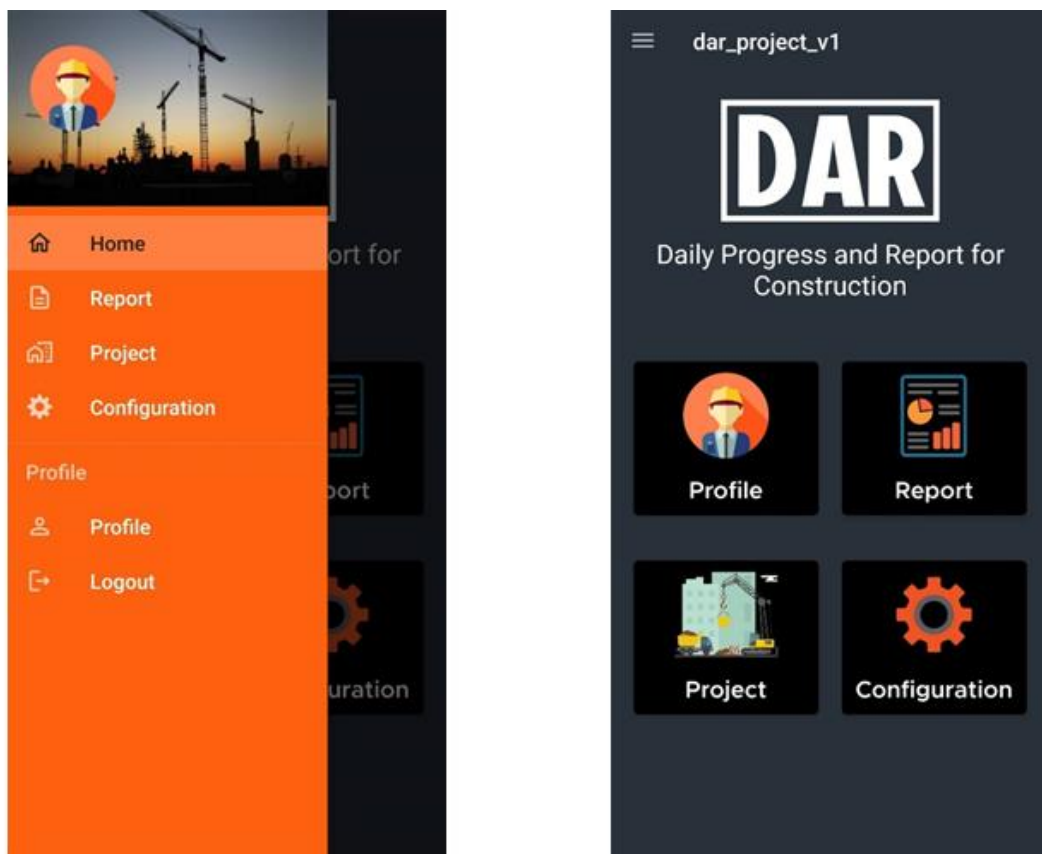 Home
Report
Project
Configuration
Profile
Profile
Logout
ort for
port
uration
dar_project_v1
DAR
Daily Progress and Report for
Construction
Profile
Report
Project
Configuration